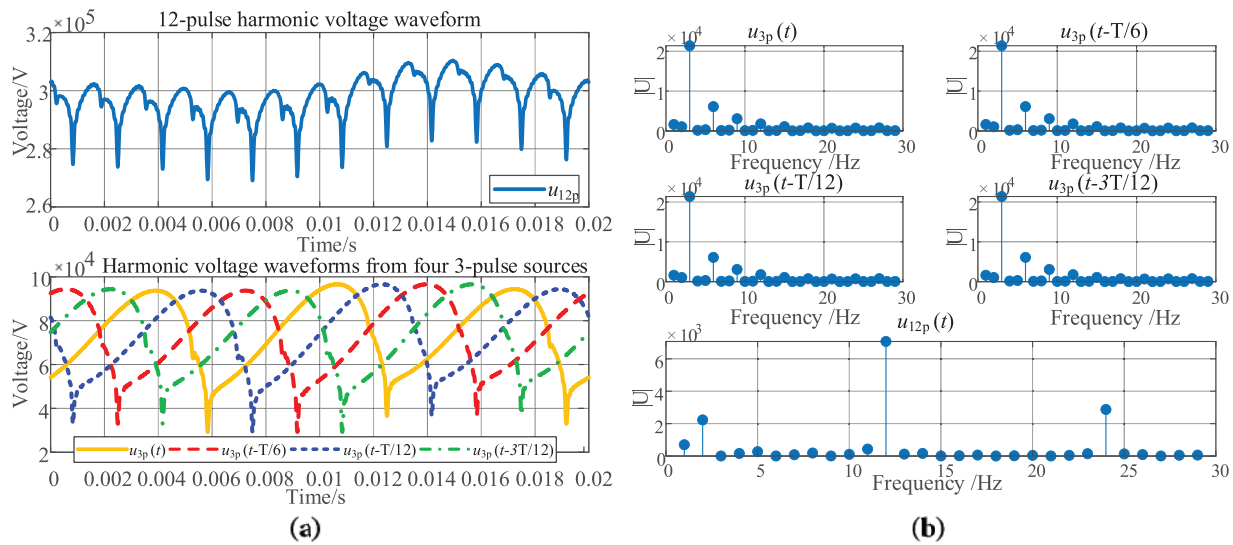 12-pulse harmonic voltage waveform
×10⁵
3.2
3
2.8
2.6
Voltage/V
u12p
0 0.002 0.004 0.006 0.008 0.01 0.012 0.014 0.016 0.018 0.02
Time/s
Harmonic voltage waveforms from four 3-pulse sources
×10⁴
10
8
6
4
2
Voltage/V
u3p(t) u3p(t-T/6) u3p(t-T/12) u3p(t-3T/12)
0 0.002 0.004 0.006 0.008 0.01 0.012 0.014 0.016 0.018 0.02
Time/s
(a)
u3p(t)
×10⁴
2
1
0
|U|
0 10 20 30
Frequency /Hz
u3p(t-T/6)
×10⁴
2
1
0
|U|
0 10 20 30
Frequency /Hz
u3p(t-T/12)
×10⁴
2
1
0
|U|
0 10 20 30
Frequency /Hz
u3p(t-3T/12)
×10⁴
2
1
0
|U|
0 10 20 30
Frequency /Hz
u12p(t)
×10³
6
4
2
0
|U|
0 5 10 15 20 25 30
Frequency /Hz
(b)